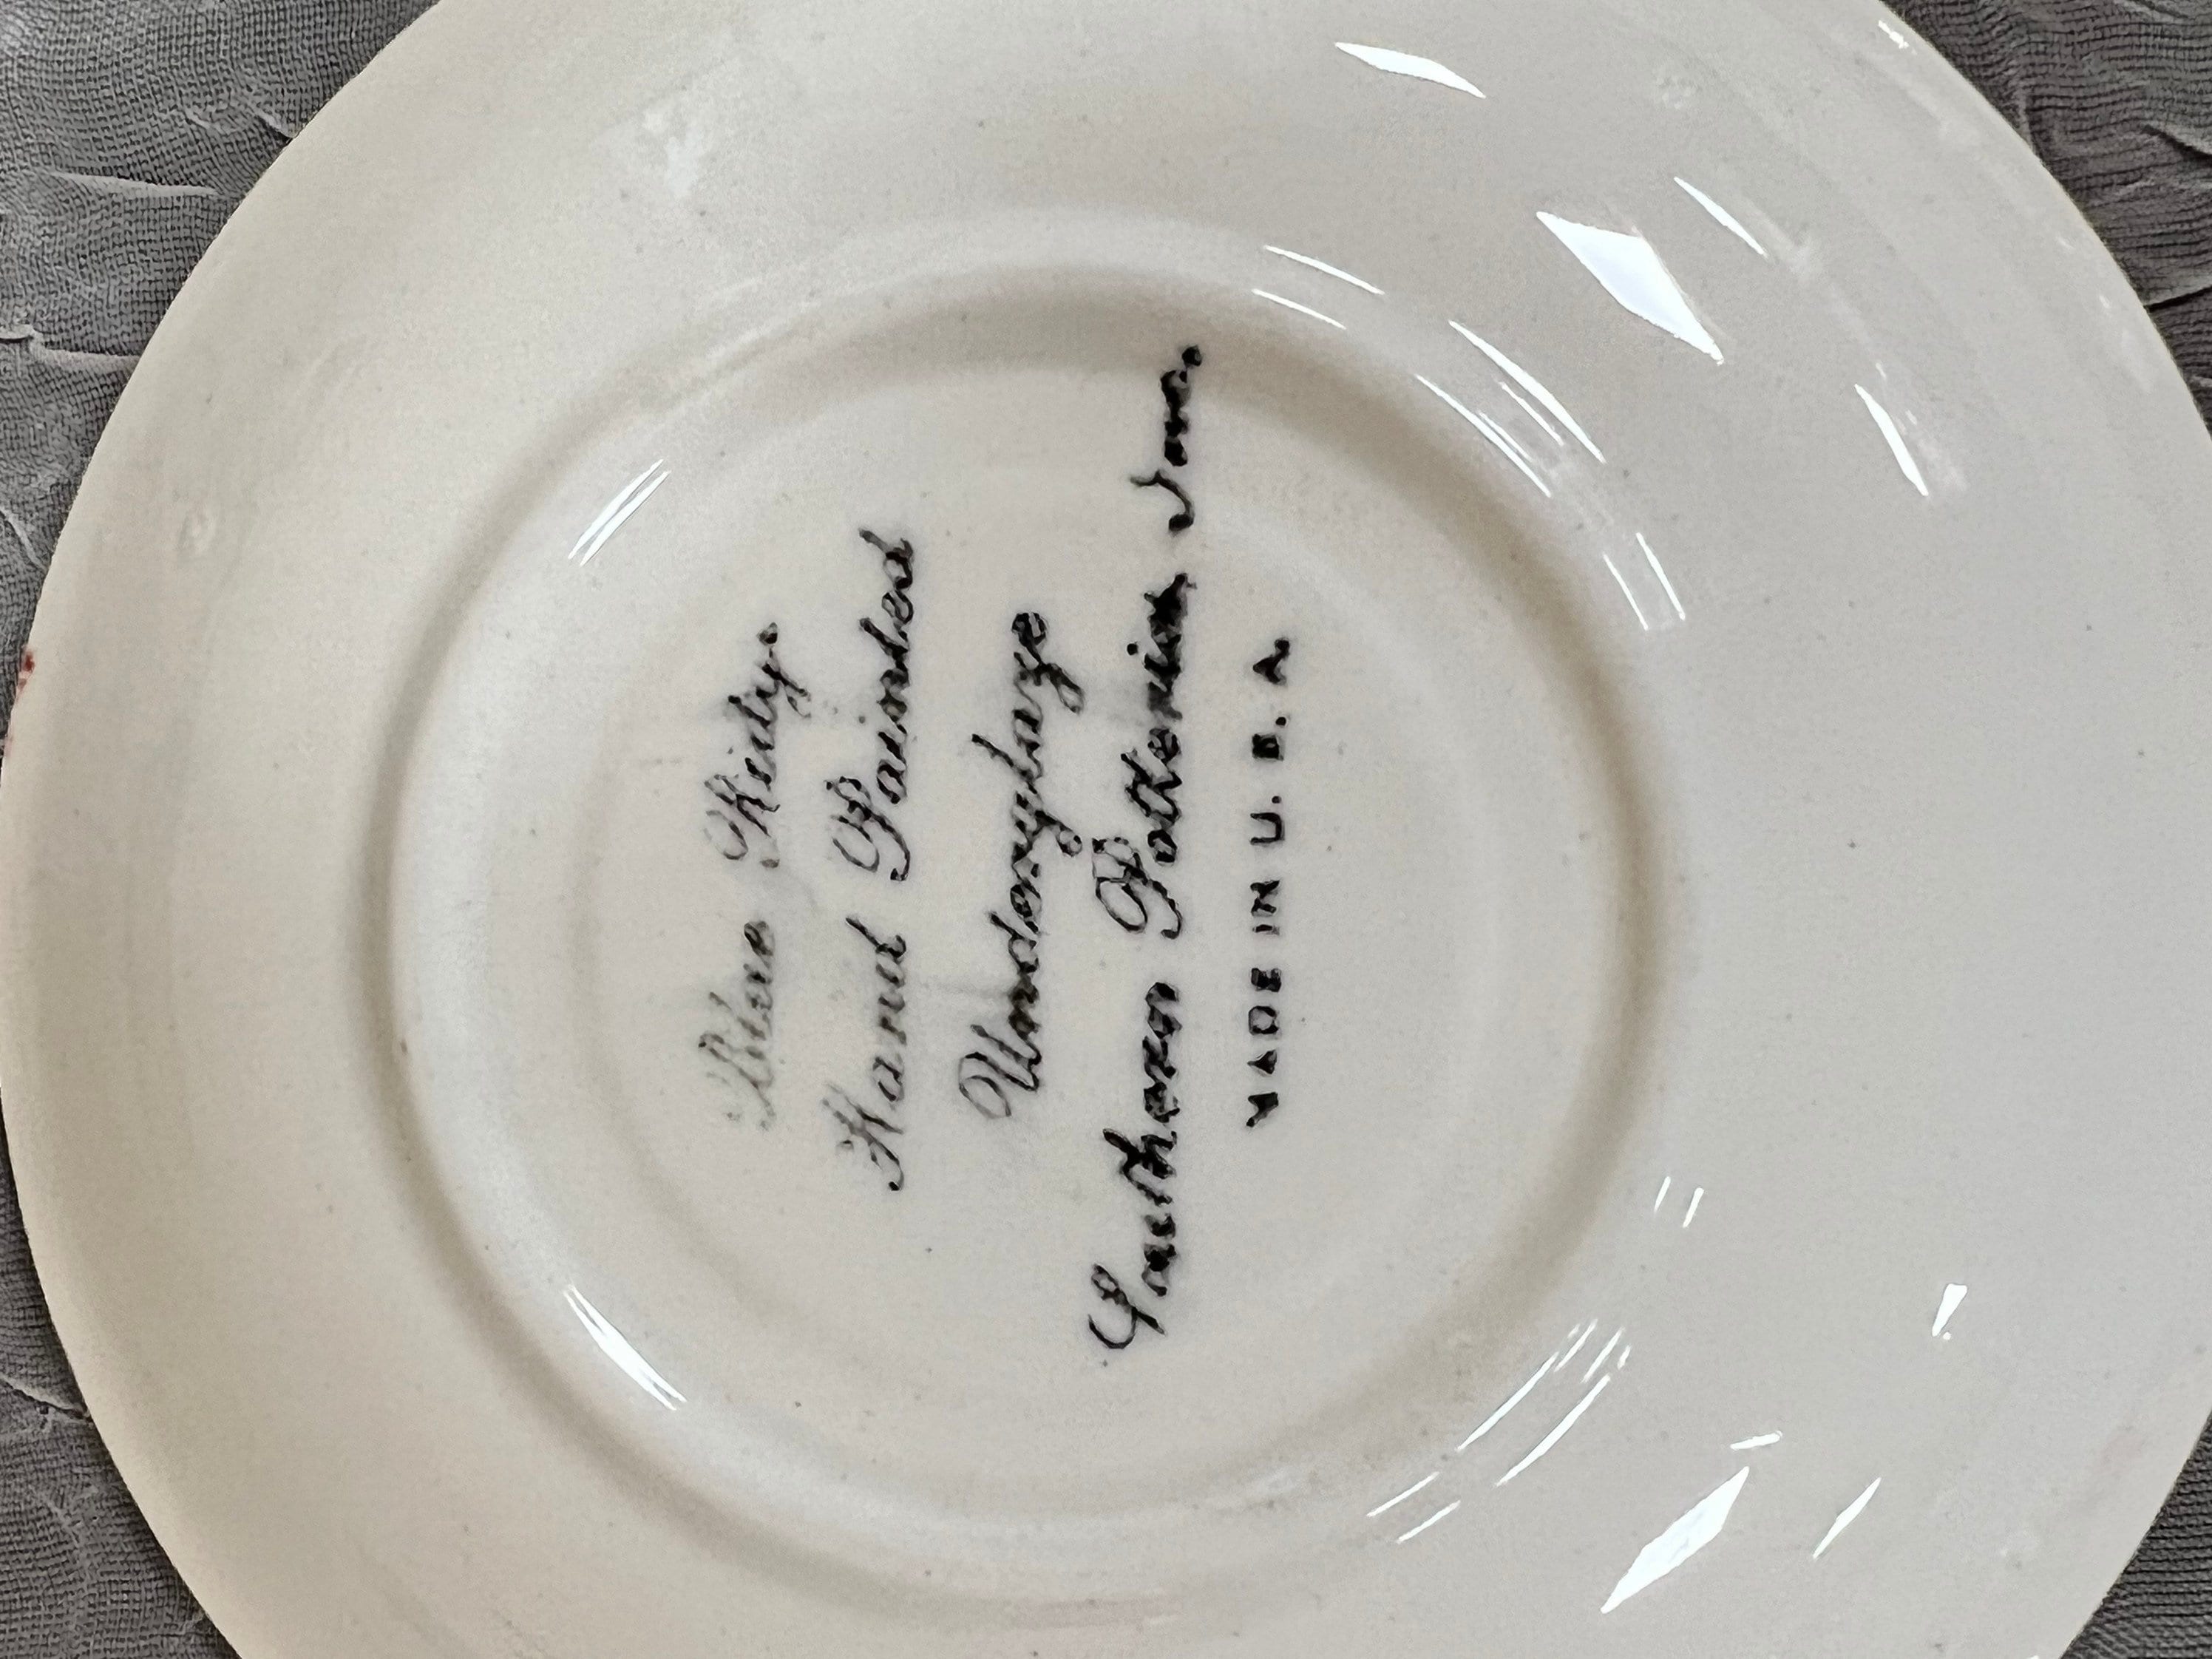 Blue Ridge
Hand Painted
Underglaze
Southern Potteries Inc.
MADE IN U. S. A.